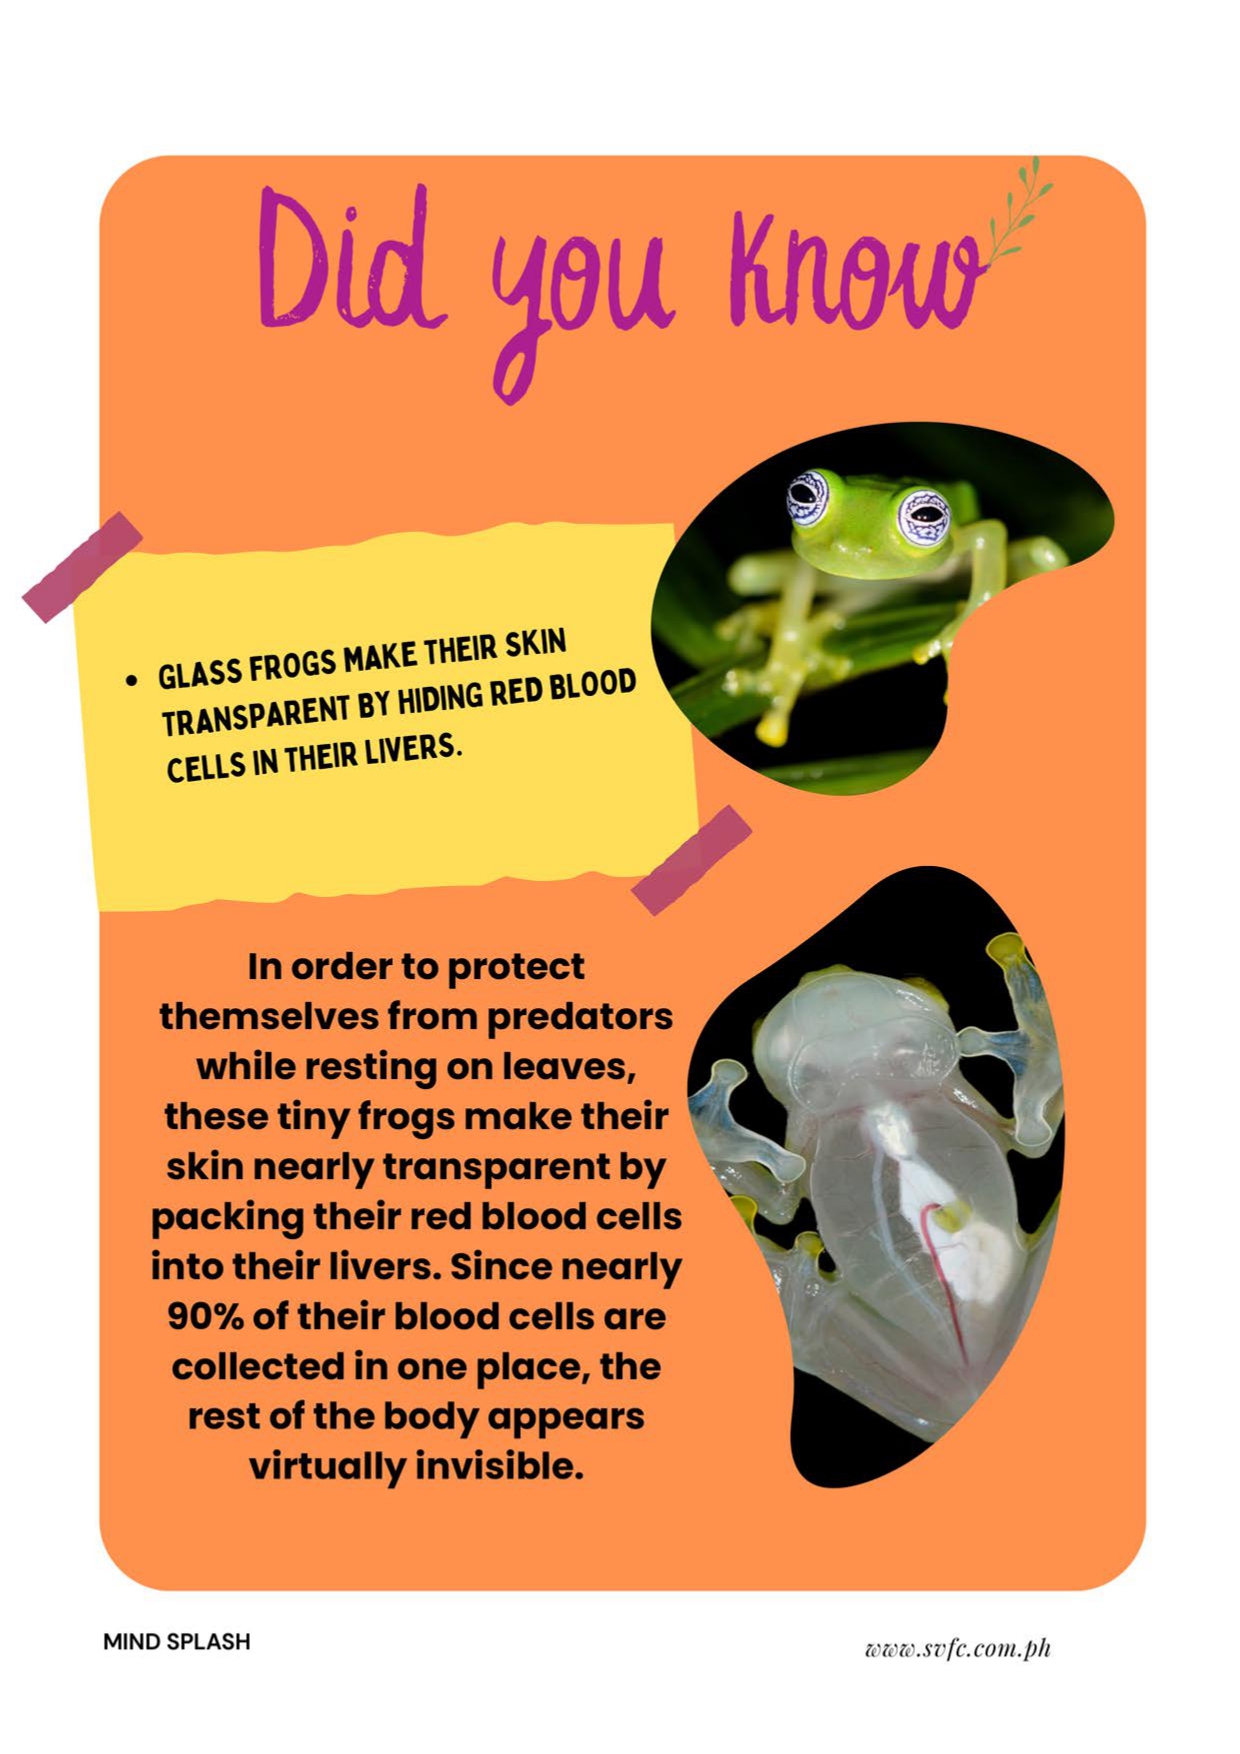 Did you know
• GLASS FROGS MAKE THEIR SKIN
TRANSPARENT BY HIDING RED BLOOD
CELLS IN THEIR LIVERS.
In order to protect
themselves from predators
while resting on leaves,
these tiny frogs make their
skin nearly transparent by
packing their red blood cells
into their livers. Since nearly
90% of their blood cells are
collected in one place, the
rest of the body appears
virtually invisible.
MIND SPLASH
www.svfc.com.ph